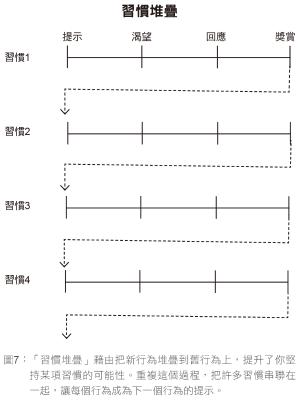 習慣堆疊
提示 渴望 回應 獎賞
習慣1
習慣2
習慣3
習慣4
圖7：「習慣堆疊」藉由把新行為堆疊到舊行為上，提升了你堅
持某項習慣的可能性。重複這個過程，把許多習慣串聯在
一起，讓每個行為成為下一個行為的提示。